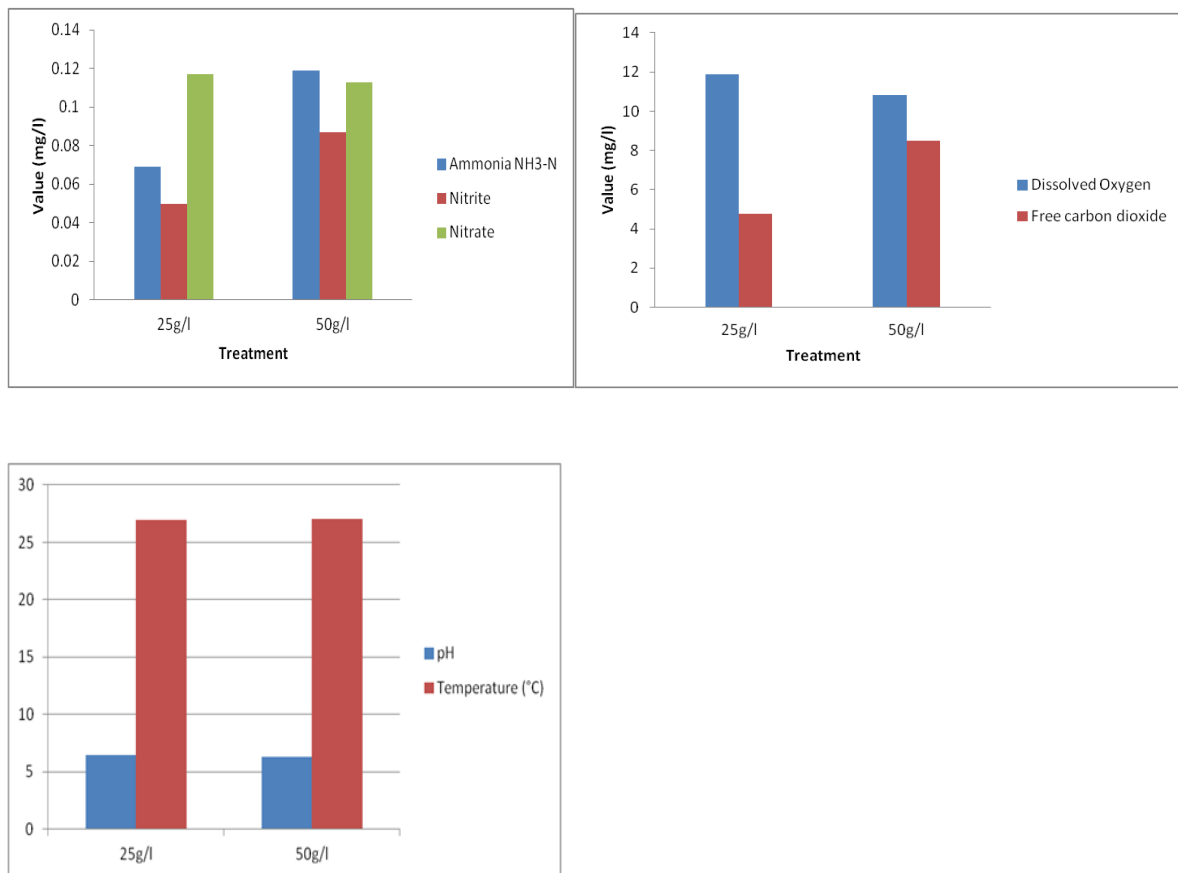 0.14
0.12
0.1
0.08
0.06
0.04
0.02
0
Value (mg/l)
25g/l 50g/l
Treatment
Ammonia NH3-N
Nitrite
Nitrate
14
12
10
8
6
4
2
0
Value (mg/l)
25g/l 50g/l
Treatment
Dissolved Oxygen
Free carbon dioxide
30
25
20
15
10
5
0
25g/l 50g/l
pH
Temperature (°C)